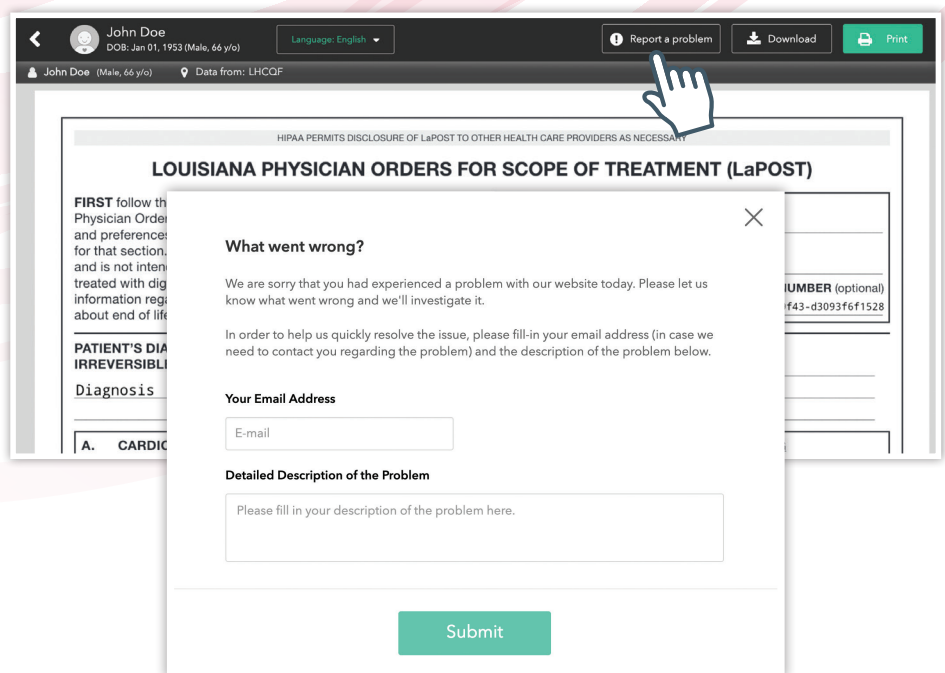 John Doe
DOB: Jan 01, 1953 (Male, 66 y/o)
Language: English
Report a problem
Download
Print
John Doe (Male, 66 y/o)
Data from: LHCQF
HIPAA PERMITS DISCLOSURE OF LaPOST TO OTHER HEALTH CARE PROVIDERS AS NECESSARY
LOUISIANA PHYSICIAN ORDERS FOR SCOPE OF TREATMENT (LaPOST)
FIRST follow th
Physician Order
and preferences
for that section.
and is not inten
treated with dig
information rega
about end of life
UMBER (optional)
f43-d3093f6f1528
PATIENT'S DIA
IRREVERSIBL
Diagnosis
A. CARDIC
What went wrong?
We are sorry that you had experienced a problem with our website today. Please let us
know what went wrong and we'll investigate it.
In order to help us quickly resolve the issue, please fill-in your email address (in case we
need to contact you regarding the problem) and the description of the problem below.
Your Email Address
E-mail
Detailed Description of the Problem
Please fill in your description of the problem here.
Submit